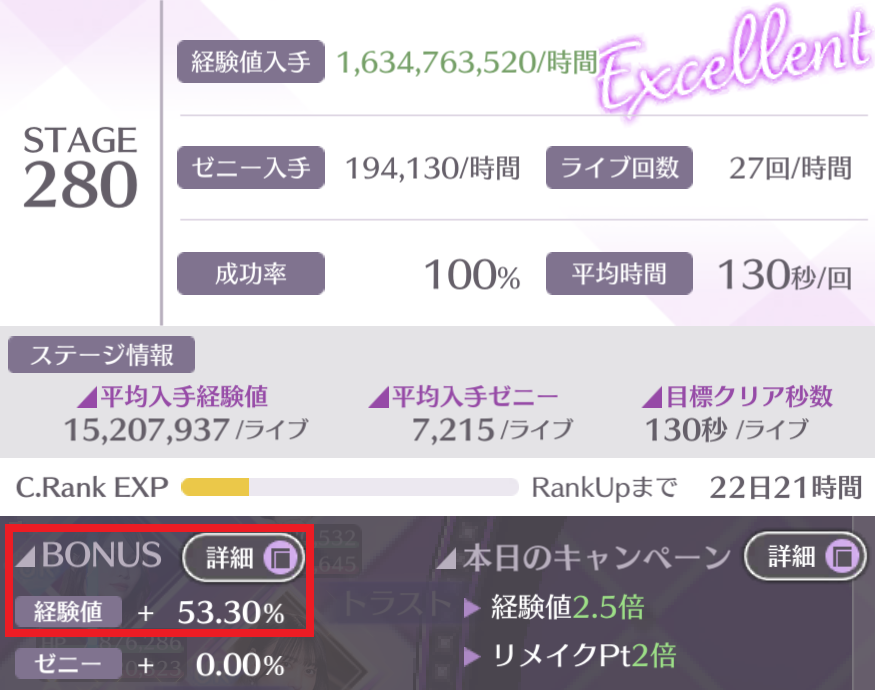 Excellent
経験値入手 1,634,763,520/時間
STAGE
280
ゼニー入手 194,130/時間 ライブ回数 27回/時間
成功率 100% 平均時間 130秒/回
ステージ情報
平均入手経験値 平均入手ゼニー 目標クリア秒数
15,207,937/ライブ 7,215/ライブ 130秒/ライブ
C.Rank EXP RankUpまで 22日21時間
BONUS 詳細 本日のキャンペーン 詳細
経験値 + 53.30% 経験値2.5倍
トラスト
ゼニー + 0.00% リメイクPt2倍